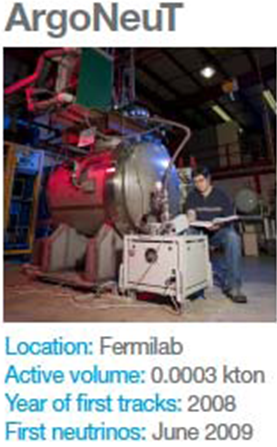 ArgoNeuT
Location: Fermilab
Active volume: 0.0003 kton
Year of first tracks: 2008
First neutrinos: June 2009